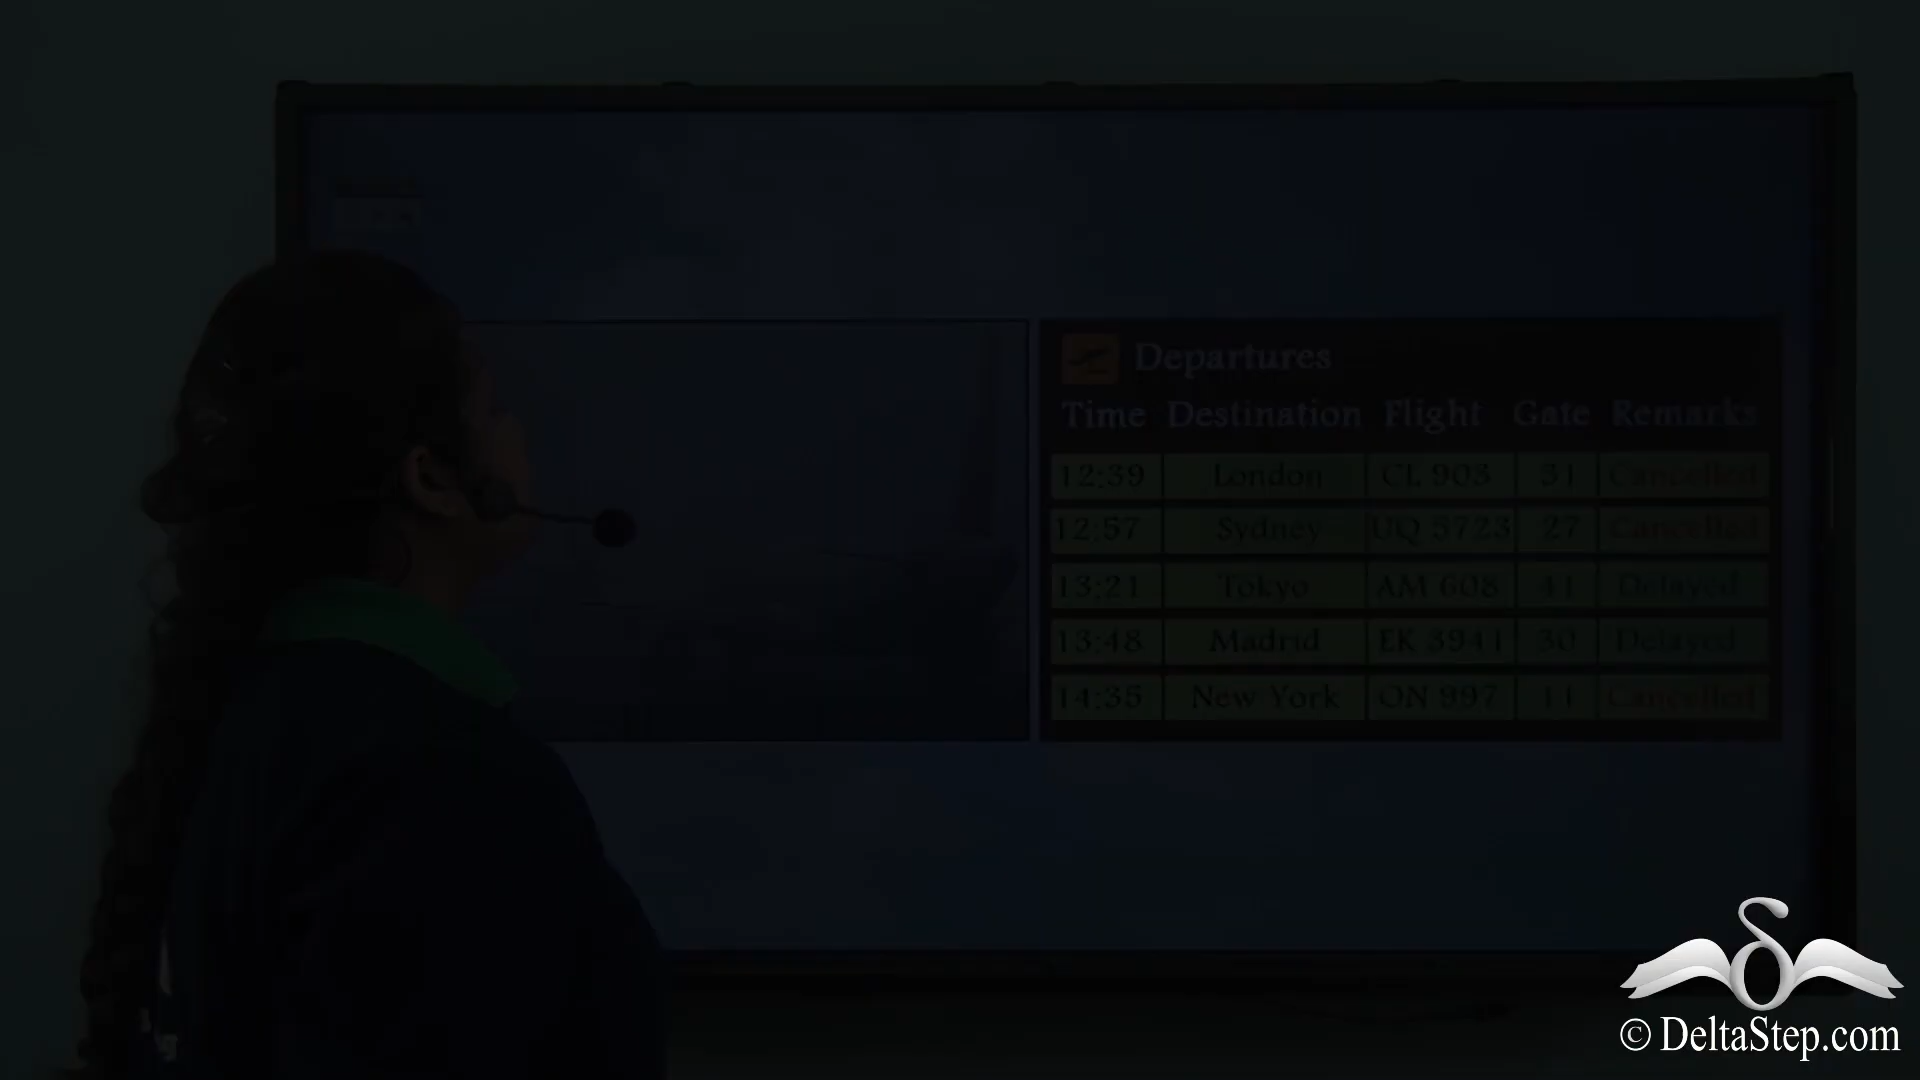 Departures
Time Destination Flight Gate Remarks
12:39 London CL 903 31 Cancelled
12:57 Sydney UQ 5723 27 Cancelled
13:21 Tokyo AM 608 41 Delayed
13:48 Madrid EK 3941 30 Delayed
14:35 New York ON 997 11 Cancelled
© DeltaStep.com